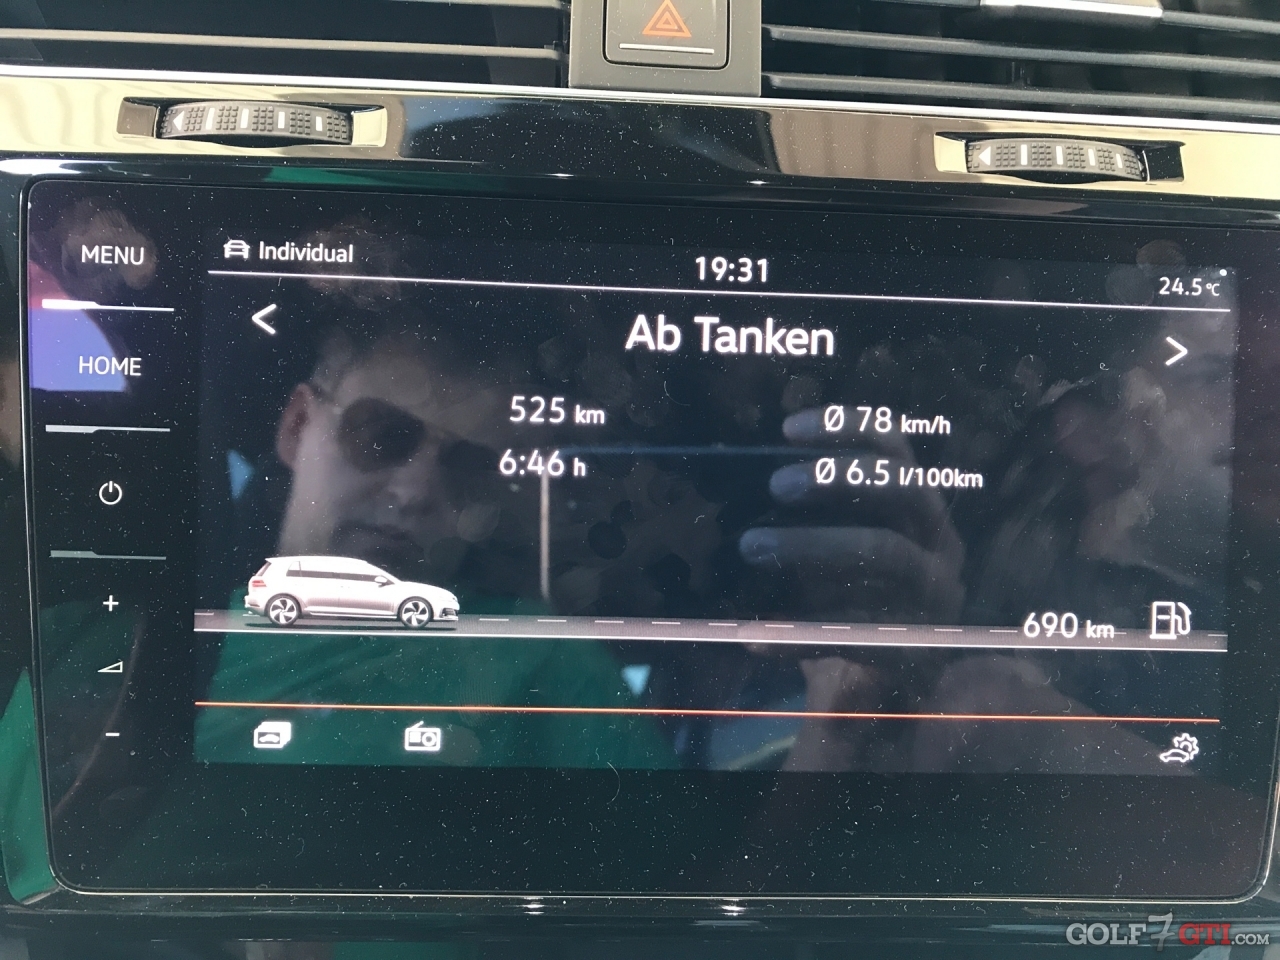 MENU
Individual
19:31
24.5°C
Ab Tanken
HOME
525 km
Ø 78 km/h
6:46 h
Ø 6.5 l/100km
+
690 km
-
GOLF7GTI.COM